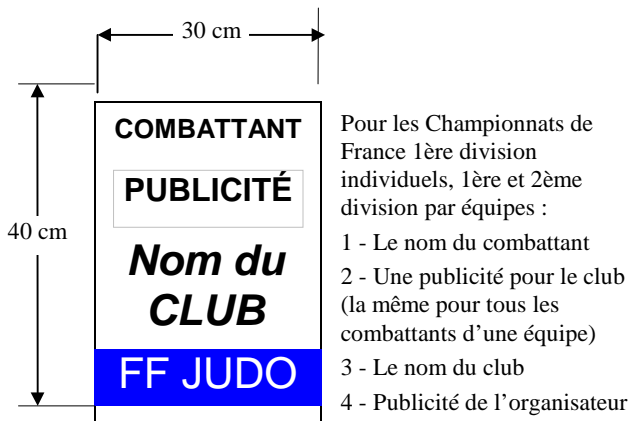 30 cm
40 cm
COMBATTANT
PUBLICITÉ
Nom du
CLUB
FF JUDO
Pour les Championnats de
France 1ère division
individuels, 1ère et 2ème
division par équipes :
1 - Le nom du combattant
2 - Une publicité pour le club
(la même pour tous les
combattants d’une équipe)
3 - Le nom du club
4 - Publicité de l’organisateur